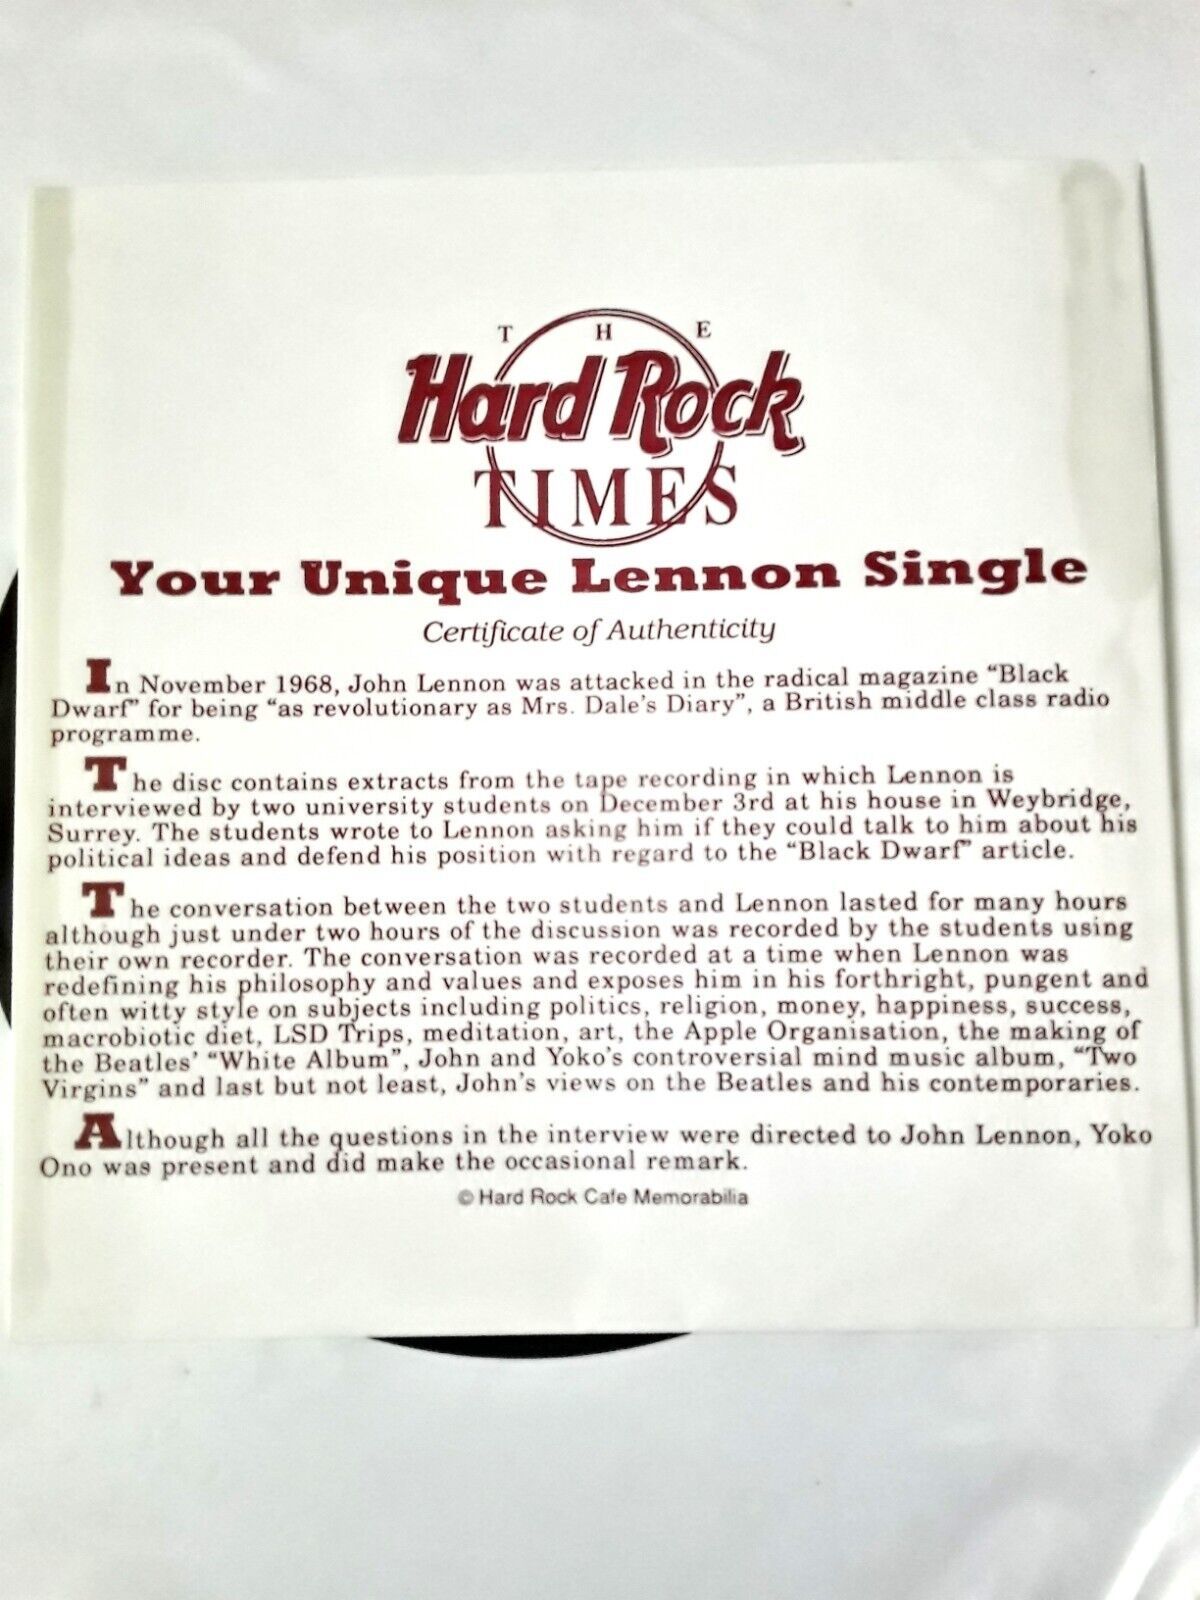 THE
Hard Rock
TIMES
Your Unique Lennon Single
Certificate of Authenticity
In November 1968, John Lennon was attacked in the radical magazine “Black
Dwarf” for being “as revolutionary as Mrs. Dale's Diary”, a British middle class radio
programme.
The disc contains extracts from the tape recording in which Lennon is
interviewed by two university students on December 3rd at his house in Weybridge,
Surrey. The students wrote to Lennon asking him if they could talk to him about his
political ideas and defend his position with regard to the “Black Dwarf” article.
The conversation between the two students and Lennon lasted for many hours
although just under two hours of the discussion was recorded by the students using
their own recorder. The conversation was recorded at a time when Lennon was
redefining his philosophy and values and exposes him in his forthright, pungent and
often witty style on subjects including politics, religion, money, happiness, success,
macrobiotic diet, LSD Trips, meditation, art, the Apple Organisation, the making of
the Beatles' “White Album”, John and Yoko's controversial mind music album, “Two
Virgins” and last but not least, John's views on the Beatles and his contemporaries.
Although all the questions in the interview were directed to John Lennon, Yoko
Ono was present and did make the occasional remark.
© Hard Rock Cafe Memorabilia